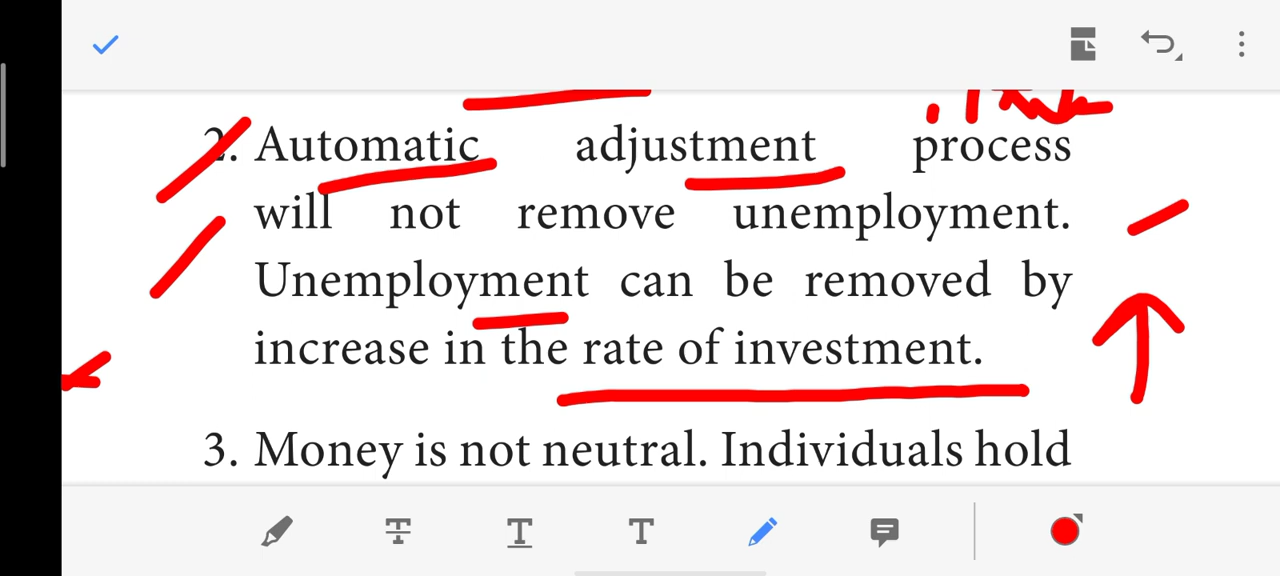 2. Automatic adjustment process
will not remove unemployment.
Unemployment can be removed by
increase in the rate of investment.
3. Money is not neutral. Individuals hold